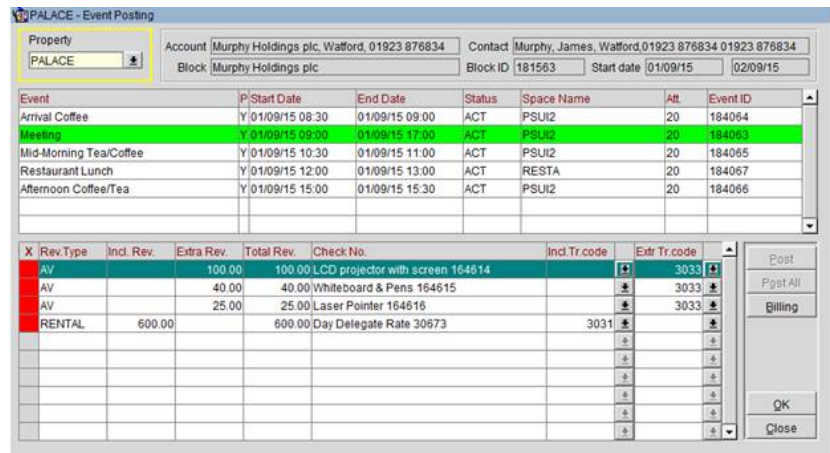 PALACE - Event Posting
Property
PALACE
Account Murphy Holdings plc, Watford, 01923 876834 Contact Murphy, James, Watford,01923 876834 01923 876834
Block Murphy Holdings plc Block ID 181563 Start date 01/09/15 02/09/15
Event P Start Date End Date Status Space Name Att. Event ID
Arrival Coffee Y 01/09/15 08:30 01/09/15 09:00 ACT PSUI2 20 184064
Meeting Y 01/09/15 09:00 01/09/15 17:00 ACT PSUI2 20 184063
Mid-Morning Tea/Coffee Y 01/09/15 10:30 01/09/15 11:00 ACT PSUI2 20 184065
Restaurant Lunch Y 01/09/15 12:00 01/09/15 13:00 ACT RESTA 20 184067
Afternoon Coffee/Tea Y 01/09/15 15:00 01/09/15 15:30 ACT PSUI2 20 184066
X Rev.Type Incl. Rev. Extra Rev. Total Rev. Check No. Incl.Tr.code Extr Tr.code
AV 100.00 100.00 LCD projector with screen 164614 3033
AV 40.00 40.00 Whiteboard & Pens 164615 3033
AV 25.00 25.00 Laser Pointer 164616 3033
RENTAL 600.00 600.00 Day Delegate Rate 30673 3031
Post
Post All
Billing
OK
Close